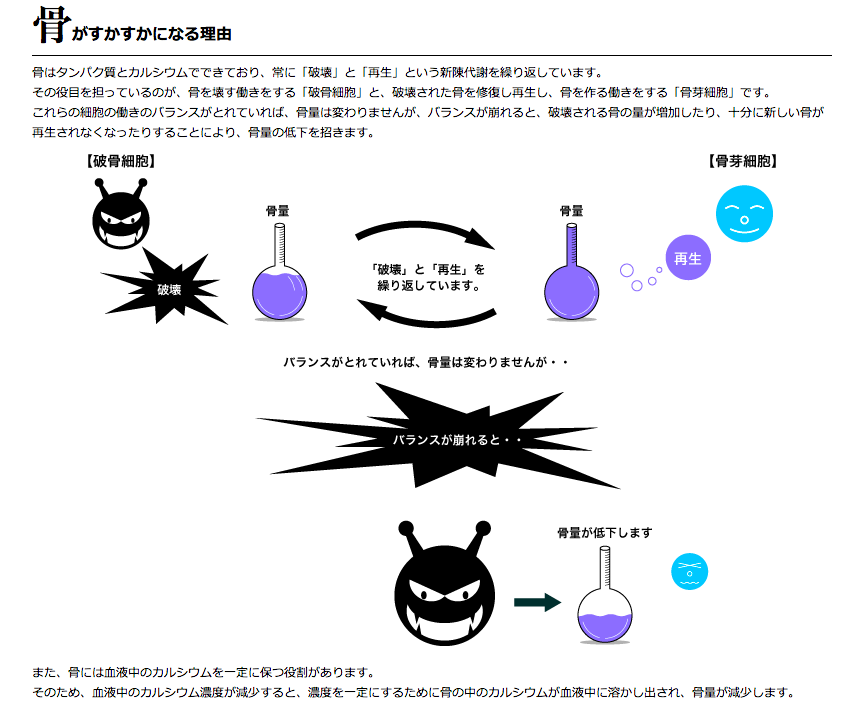 骨がすかすかになる理由
骨はタンパク質とカルシウムでできており、常に「破壊」と「再生」という新陳代謝を繰り返しています。
その役目を担っているのが、骨を壊す働きをする「破骨細胞」と、破壊された骨を修復し再生し、骨を作る働きをする「骨芽細胞」です。
これらの細胞の働きのバランスがとれていれば、骨量は変わりませんが、バランスが崩れると、破壊される骨の量が増加したり、十分に新しい骨が
再生されなくなったりすることにより、骨量の低下を招きます。
【破骨細胞】
【骨芽細胞】
骨量
骨量
再生
破壊
「破壊」と「再生」を
繰り返しています。
バランスがとれていれば、骨量は変わりませんが・・
バランスが崩れると・・
骨量が低下します
また、骨には血液中のカルシウムを一定に保つ役割があります。
そのため、血液中のカルシウム濃度が減少すると、濃度を一定にするために骨の中のカルシウムが血液中に溶かし出され、骨量が減少します。